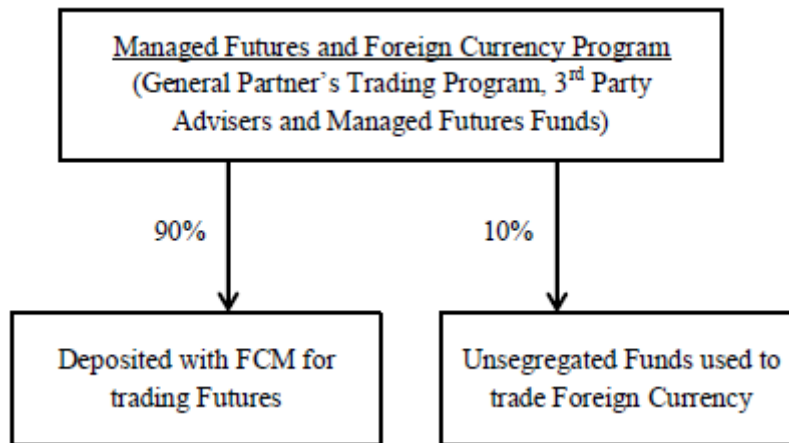 Managed Futures and Foreign Currency Program
(General Partner's Trading Program, 3rd Party
Advisers and Managed Futures Funds)
90%
10%
Deposited with FCM for
trading Futures
Unsegregated Funds used to
trade Foreign Currency